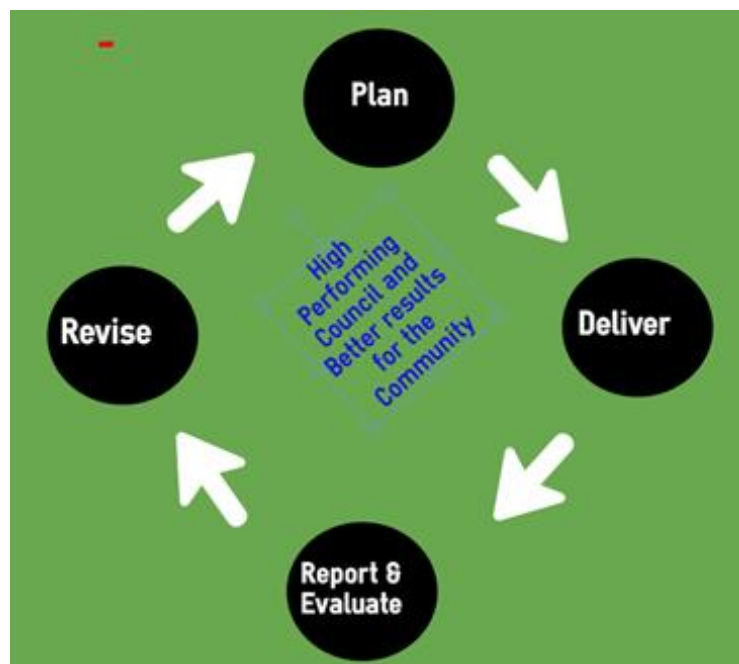 Plan
High
Performing
Council and
Better results
for the
Community
Deliver
Revise
Report &
Evaluate